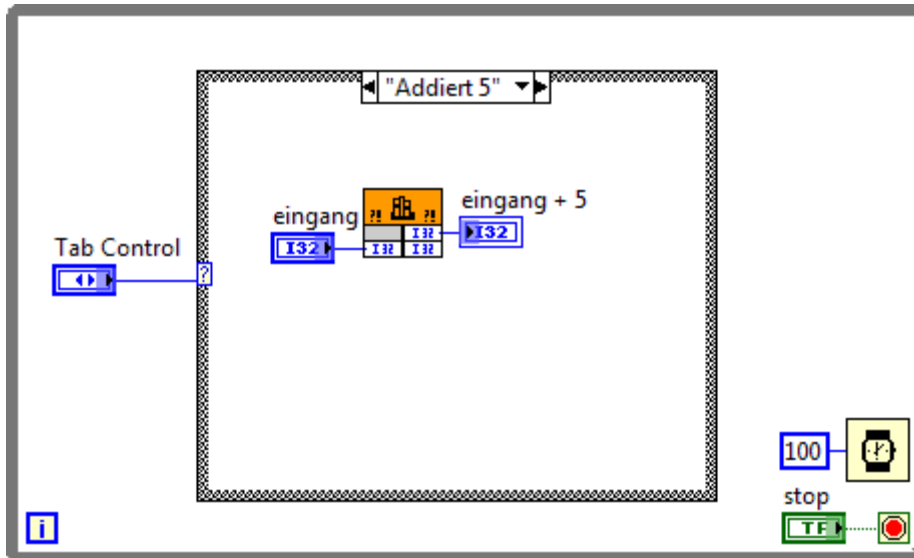 "Addiert 5"
eingang
eingang + 5
?! ?!
I32
I32
I32 I32
I32
Tab Control
?
100
stop
TF
i